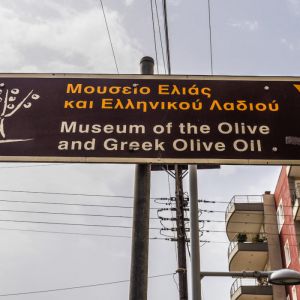 Μουσείο Ελιάς
και Ελληνικού Λαδιού
Museum of the Olive
and Greek Olive Oil